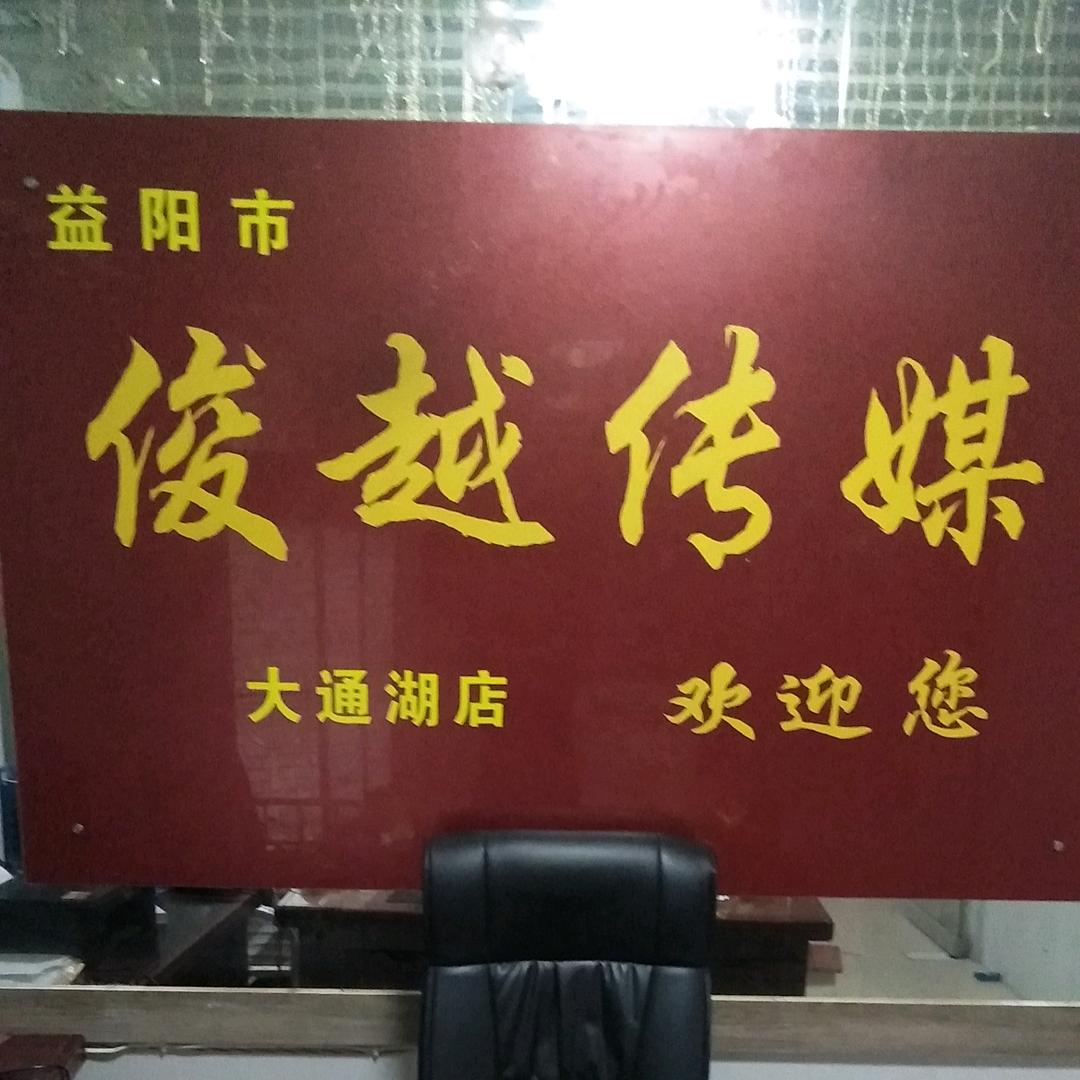 益阳市
俊越传媒
大通湖店 欢迎您